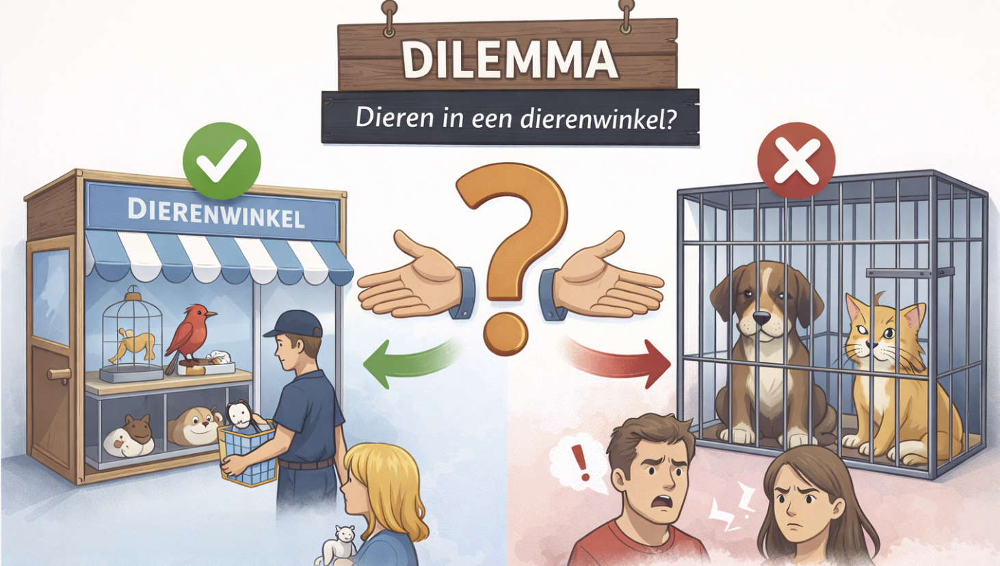 DILEMMA
Dieren in een dierenwinkel?
DIERENWINKEL
!
?